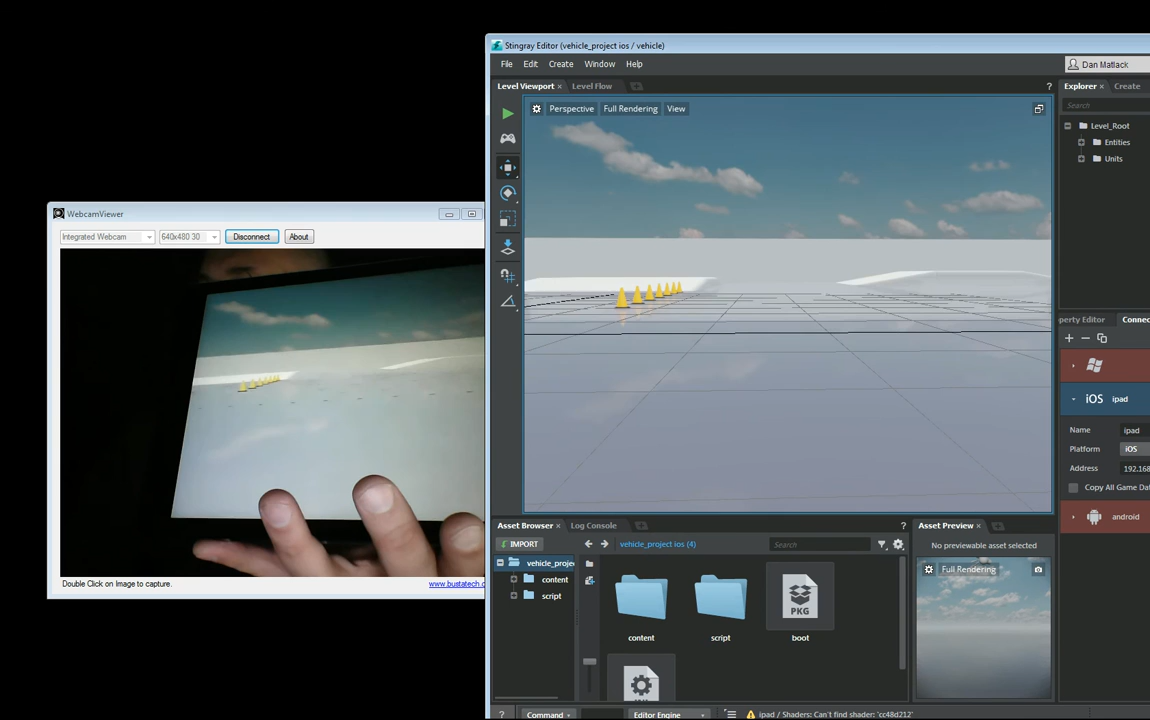 Stingray Editor (vehicle_project ios / vehicle)
File Edit Create Window Help
Dan Matlack
Level Viewport × Level Flow ?
Explorer × Create
Perspective Full Rendering View
Search
Level_Root
Entities
Units
WebcamViewer
Integrated Webcam 640x480 30 Disconnect About
perty Editor Connec
iOS ipad
Name ipad
Platform iOS
Address 192.168
Copy All Game Dat
android
Asset Browser × Log Console ?
Asset Preview ×
IMPORT vehicle_project ios (4) Search
No previewable asset selected
vehicle_projec
content
script
Full Rendering
PKG
content script boot
Double Click on Image to capture. www.bustatech.c
? Command Editor Engine ipad / Shaders: Can't find shader: 'cc48d212'